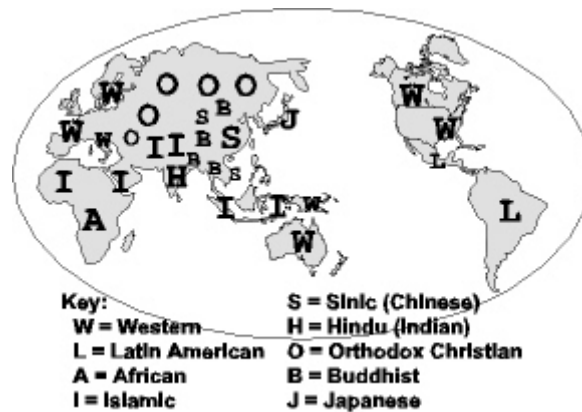 W O O O W
O S B J
W W O I I B S W
B B S L
I I H
A I I W L
W
Key:
W = Western
L = Latin American
A = African
I = Islamic
S = Sinic (Chinese)
H = Hindu (Indian)
O = Orthodox Christian
B = Buddhist
J = Japanese